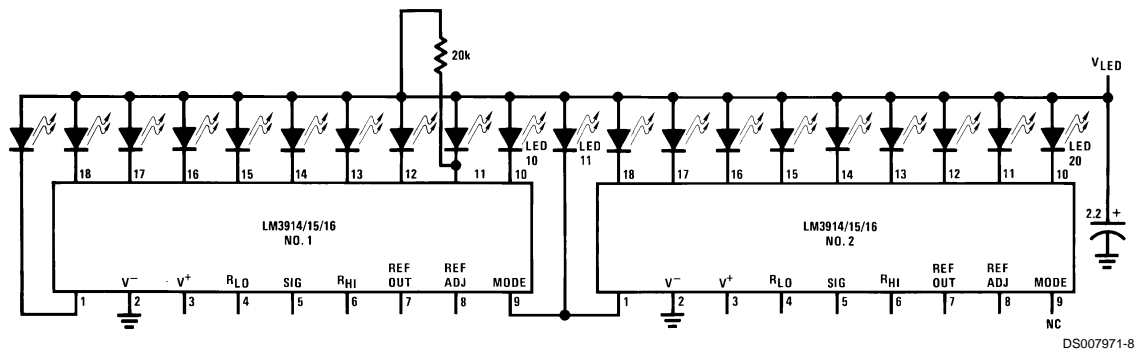 20k
VLED
LED 10
LED 11
LED 20
18 17 16 15 14 13 12 11 10
18 17 16 15 14 13 12 11 10
2.2 +
LM3914/15/16
NO. 1
LM3914/15/16
NO. 2
V− V+ RLO SIG RHI REF OUT REF ADJ MODE
V− V+ RLO SIG RHI REF OUT REF ADJ MODE
1 2 3 4 5 6 7 8 9
1 2 3 4 5 6 7 8 9
NC
DS007971-8